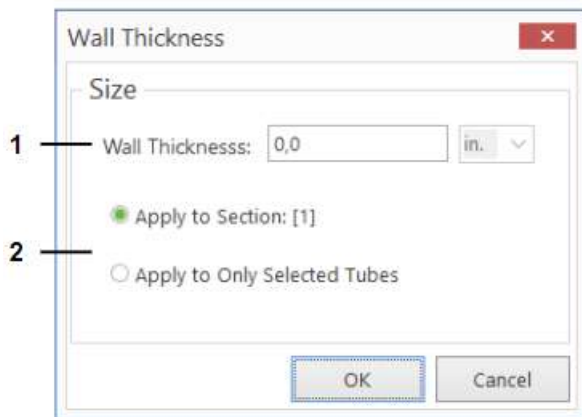 Wall Thickness
Size
1 Wall Thicknesss: 0,0 in.
Apply to Section: [1]
2
Apply to Only Selected Tubes
OK Cancel